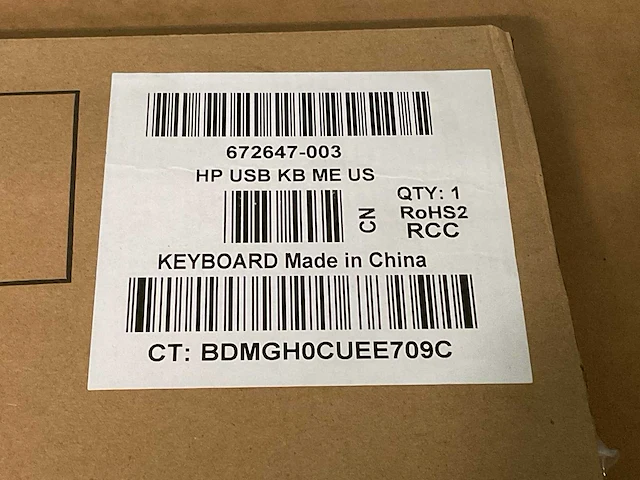 672647-003
HP USB KB ME US
CN
QTY: 1
RoHS2
RCC
KEYBOARD Made in China
CT: BDMGH0CUEE709C